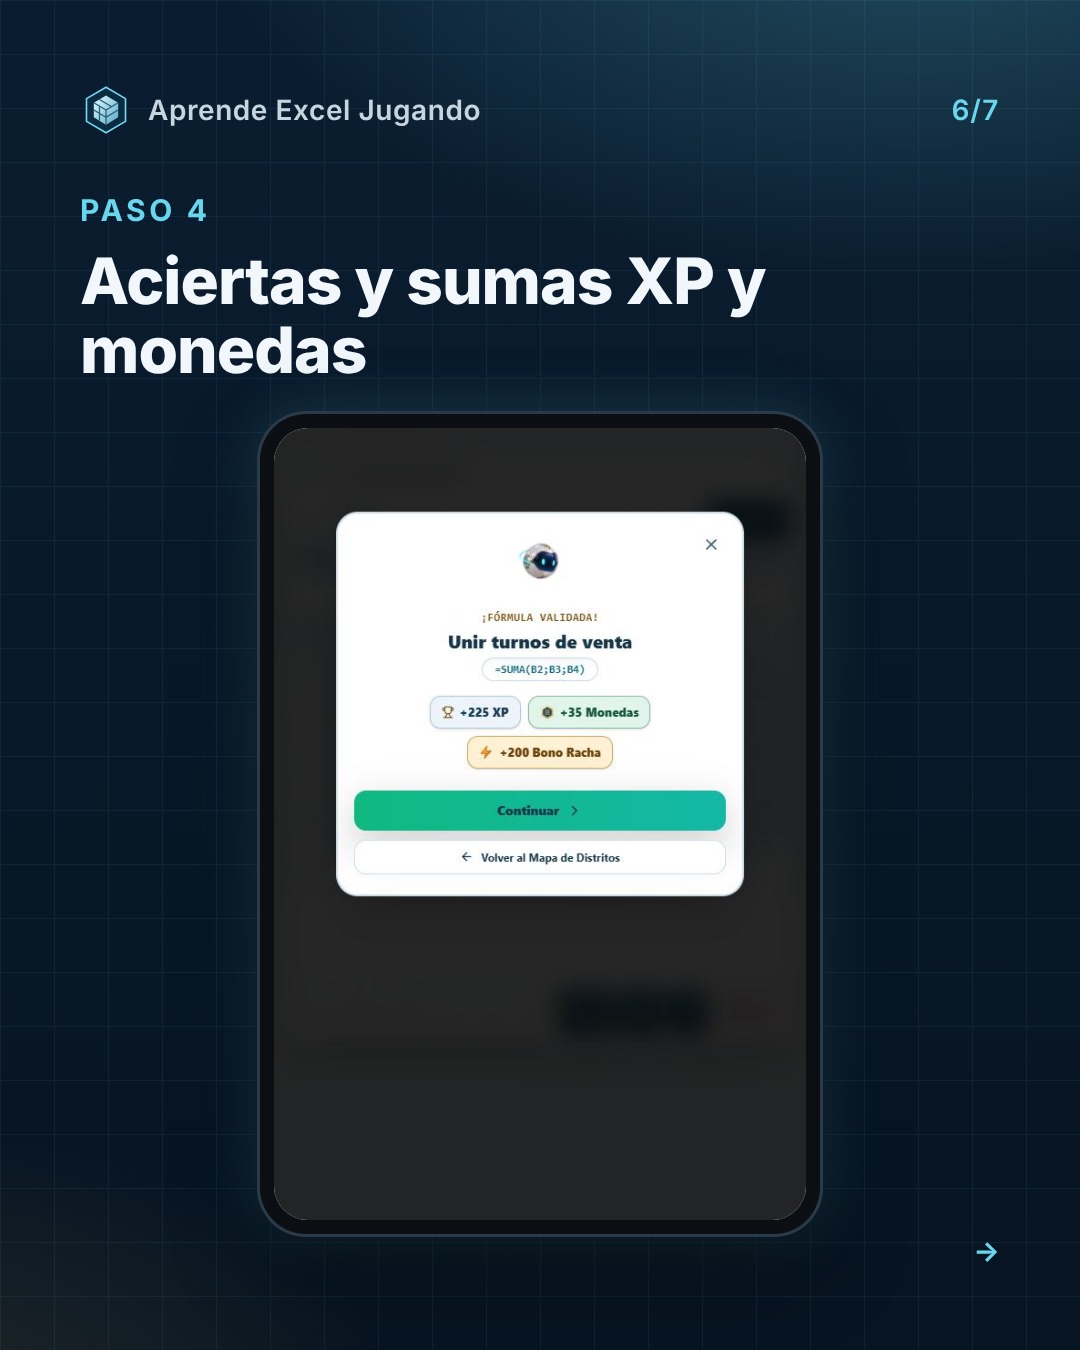 Aprende Excel Jugando
6/7
PASO 4
Aciertas y sumas XP y
monedas
¡FÓRMULA VALIDADA!
Unir turnos de venta
=SUMA(B2;B3;B4)
+225 XP
+35 Monedas
+200 Bono Racha
Continuar
Volver al Mapa de Distritos